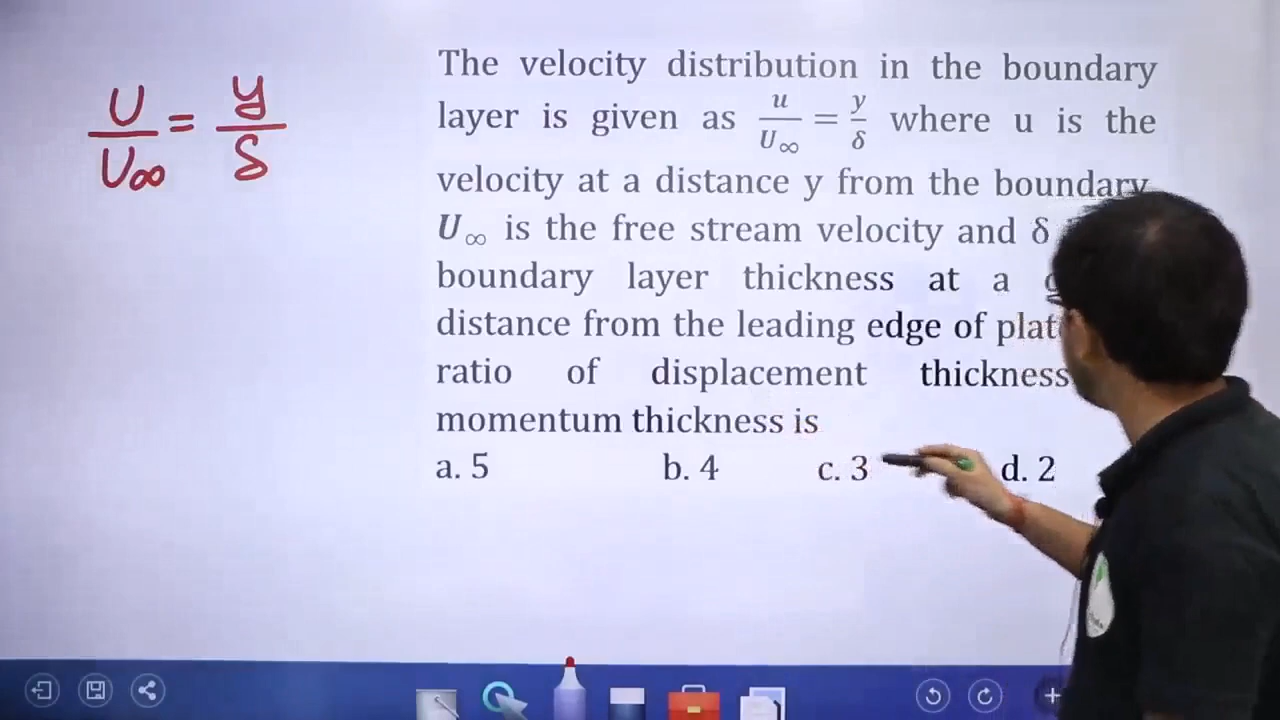 U/U∞ = y/δ
The velocity distribution in the boundary
layer is given as u/U∞ = y/δ where u is the
velocity at a distance y from the boundary
U∞ is the free stream velocity and δ
boundary layer thickness at a
distance from the leading edge of
ratio of displacement thickness
momentum thickness is
a. 5 b. 4 c. 3 d. 2